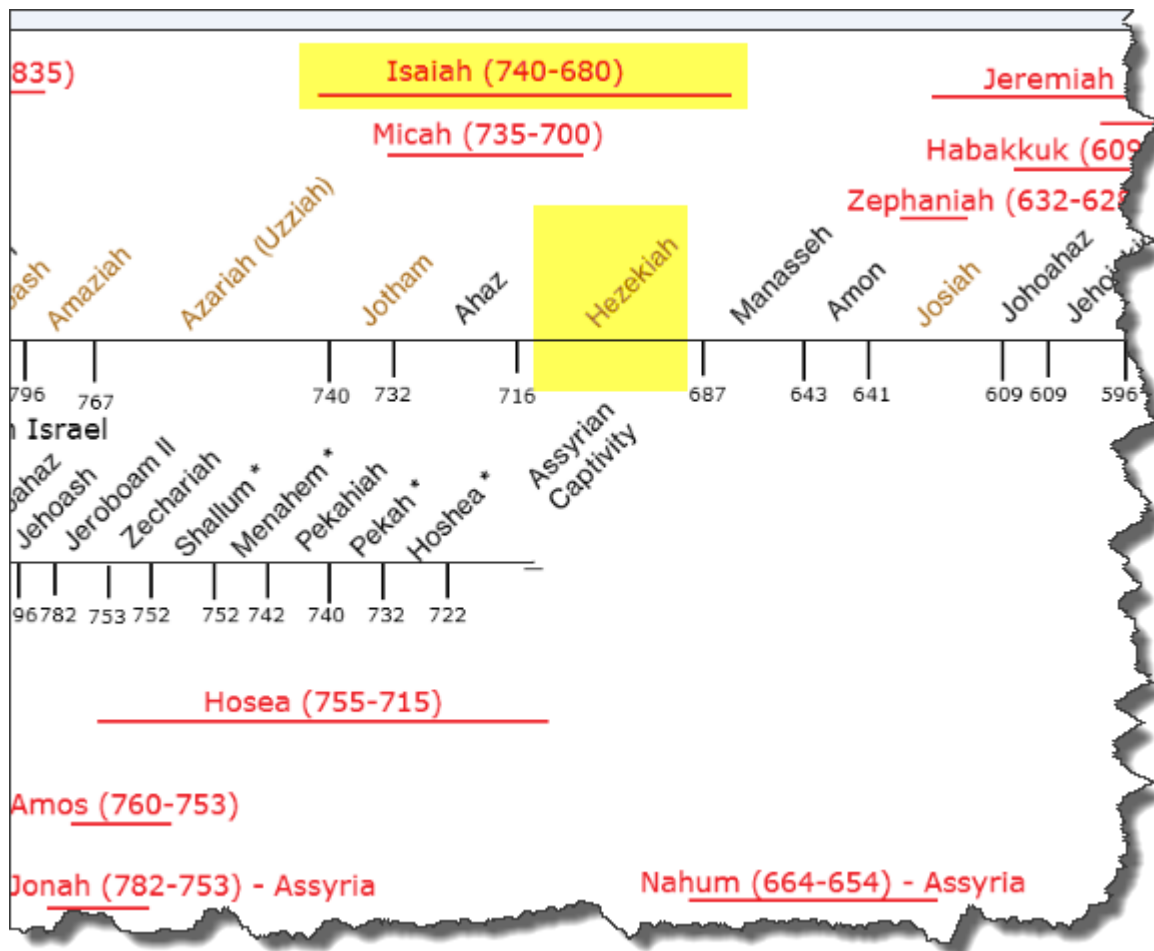 835)
Isaiah (740-680)
Jeremiah
Micah (735-700)
Habakkuk (609
Zephaniah (632-628
Amaziah
Azariah (Uzziah)
Jotham
Ahaz
Hezekiah
Manasseh
Amon
Josiah
Johoahaz
796 767 740 732 716 687 643 641 609 609 596
Israel
Jehoash
Jeroboam II
Zechariah
Shallum *
Menahem *
Pekahiah
Pekah *
Hoshea *
Assyrian
Captivity
96 782 753 752 752 742 740 732 722
Hosea (755-715)
Amos (760-753)
Jonah (782-753) - Assyria
Nahum (664-654) - Assyria